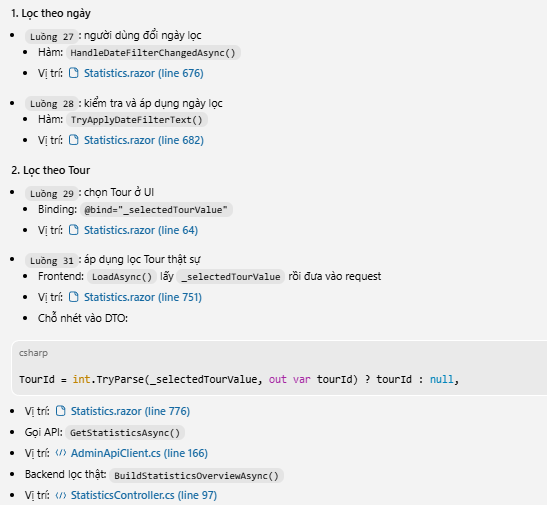 1. Lọc theo ngày
Luồng 27 : người dùng đổi ngày lọc
Hàm: HandleDateFilterChangedAsync()
Vị trí: Statistics.razor (line 676)
Luồng 28 : kiểm tra và áp dụng ngày lọc
Hàm: TryApplyDateFilterText()
Vị trí: Statistics.razor (line 682)
2. Lọc theo Tour
Luồng 29 : chọn Tour ở UI
Binding: @bind="_selectedTourValue"
Vị trí: Statistics.razor (line 64)
Luồng 31 : áp dụng lọc Tour thật sự
Frontend: LoadAsync() lấy _selectedTourValue rồi đưa vào request
Vị trí: Statistics.razor (line 751)
Chỗ nhét vào DTO:
csharp
TourId = int.TryParse(_selectedTourValue, out var tourId) ? tourId : null,
Vị trí: Statistics.razor (line 776)
Gọi API: GetStatisticsAsync()
Vị trí: </> AdminApiClient.cs (line 166)
Backend lọc thật: BuildStatisticsOverviewAsync()
Vị trí: </> StatisticsController.cs (line 97)